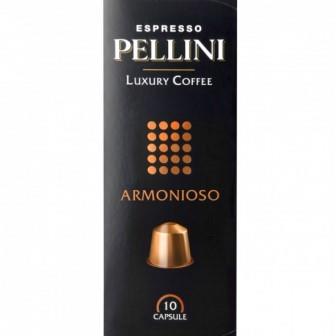 ESPRESSO
PELLINI
LUXURY COFFEE
ARMONIOSO
10
CAPSULE